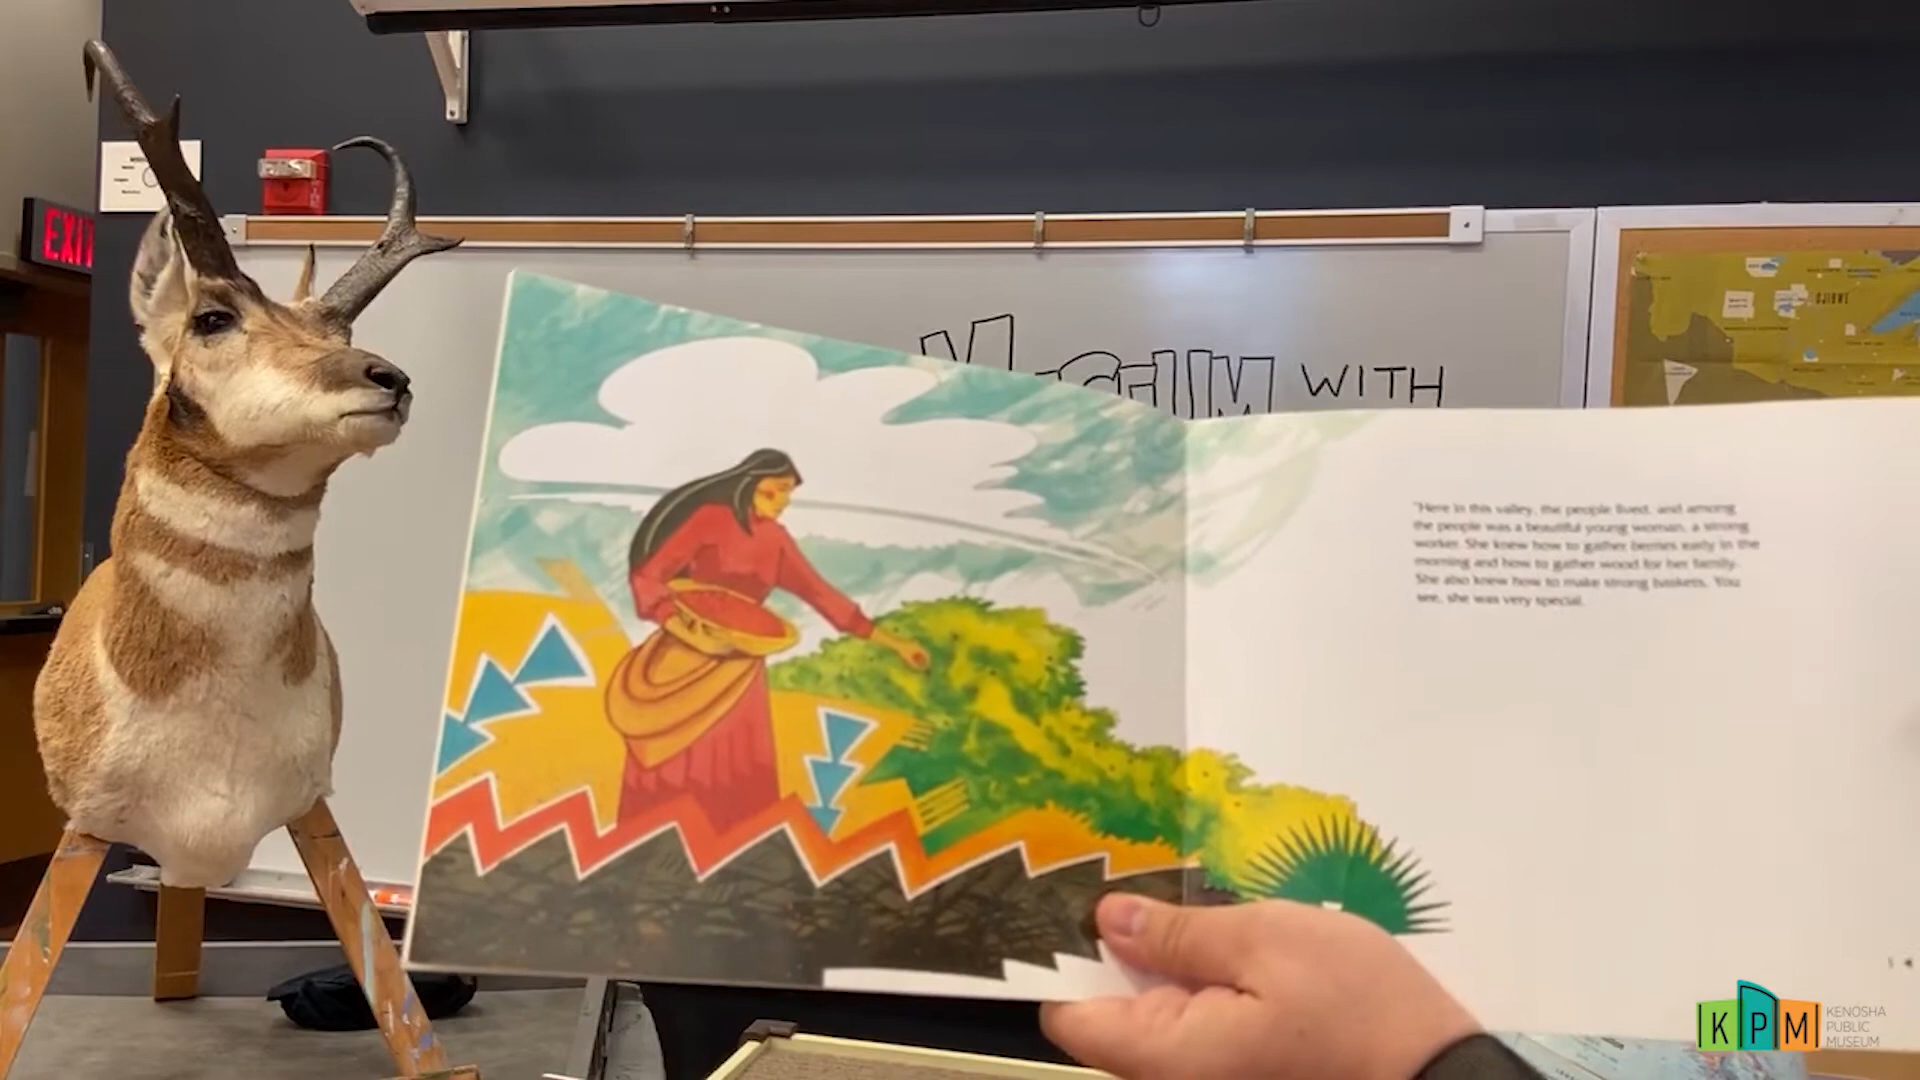 EXIT
MUSEUM WITH
OJIBWE
"Here in this valley, the people lived, and among
the people was a beautiful young woman, a strong
worker. She knew how to gather berries early in the
morning and how to gather wood for her family.
She also knew how to make strong baskets. You
see, she was very special.
KPM KENOSHA
PUBLIC
MUSEUM